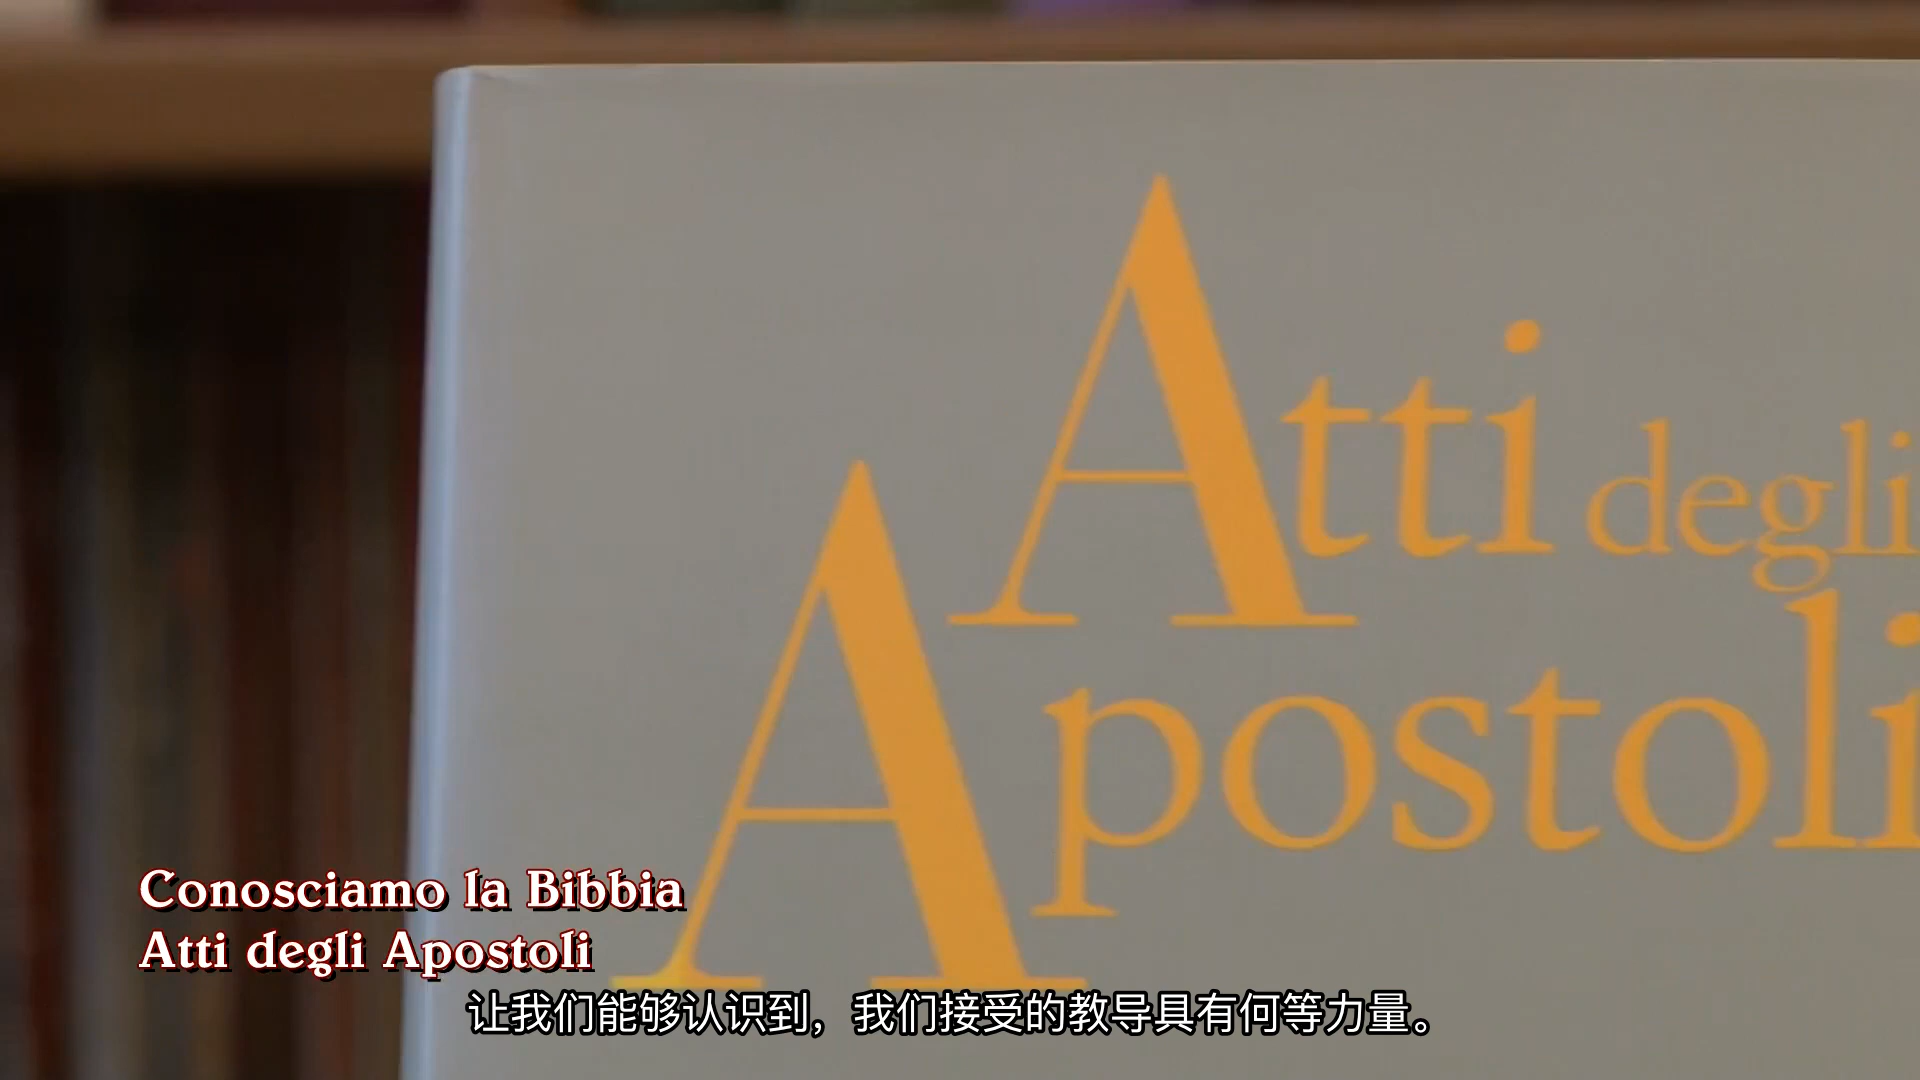 Atti degli
Apostoli
Conosciamo la Bibbia
Atti degli Apostoli
让我们能够认识到，我们接受的教导具有何等力量。